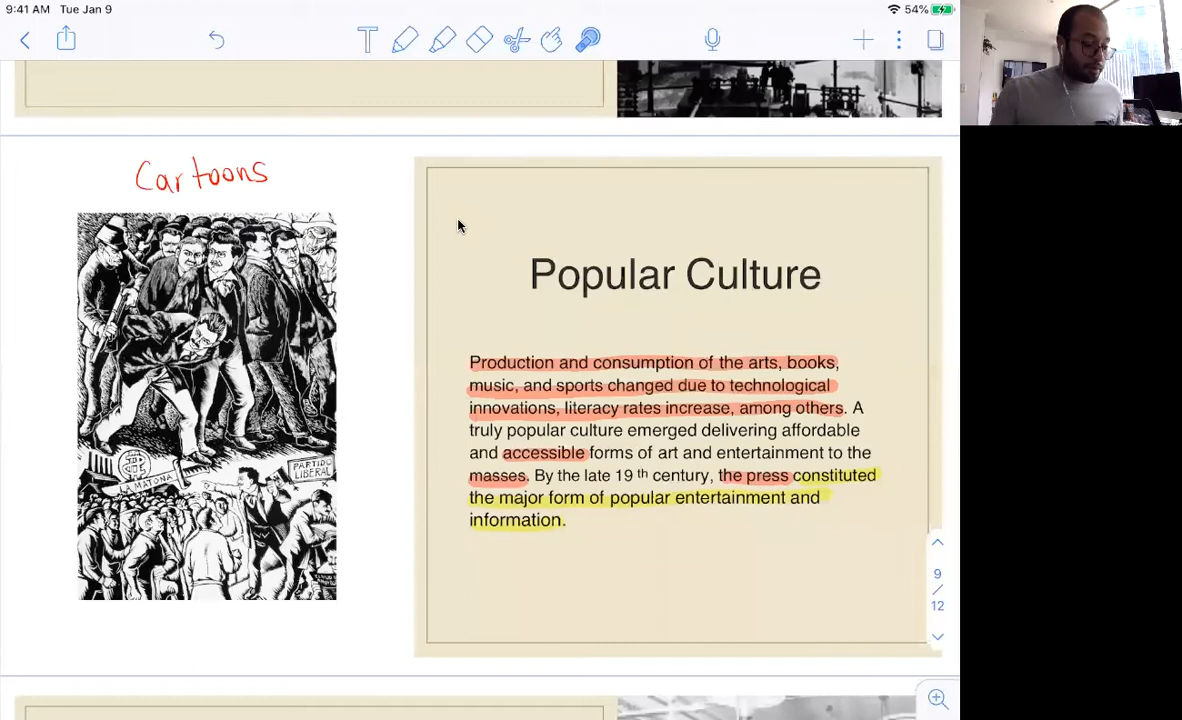 9:41 AM Tue Jan 9
54%
Cartoons
LA MATONA
PARTIDO
LIBERAL
Popular Culture
Production and consumption of the arts, books,
music, and sports changed due to technological
innovations, literacy rates increase, among others. A
truly popular culture emerged delivering affordable
and accessible forms of art and entertainment to the
masses. By the late 19 th century, the press constituted
the major form of popular entertainment and
information.
9
/
12